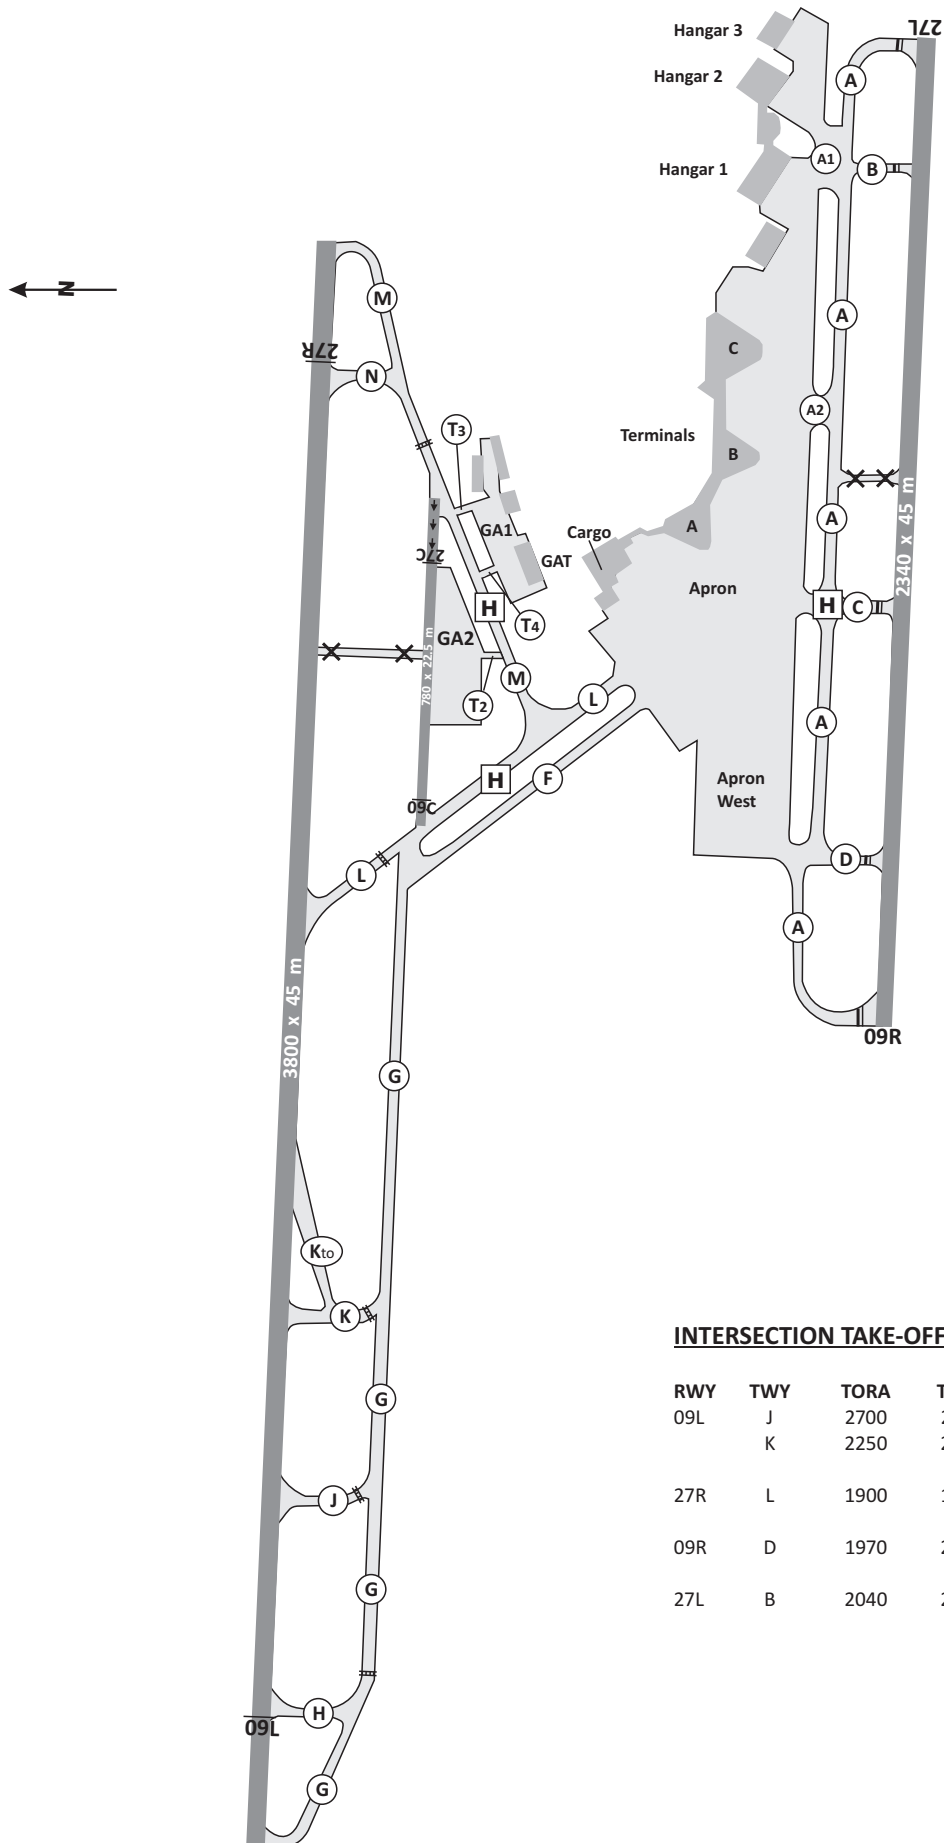 Hangar 3
27L
Hangar 2
A
A1
B
Hangar 1
N
M
A
27R
C
N
A2
T3
Terminals
B
A
GA1
Cargo
A
27C
GAT
2340 x 45 m
Apron
H
H
C
T4
GA2
780 x 22.5 m
M
L
T2
A
H
F
Apron
West
09C
D
L
A
3800 x 45 m
09R
G
Kto
K
INTERSECTION TAKE-OFF
RWY TWY TORA
09L J 2700
K 2250
27R L 1900
09R D 1970
27L B 2040
G
J
G
H
09L
G